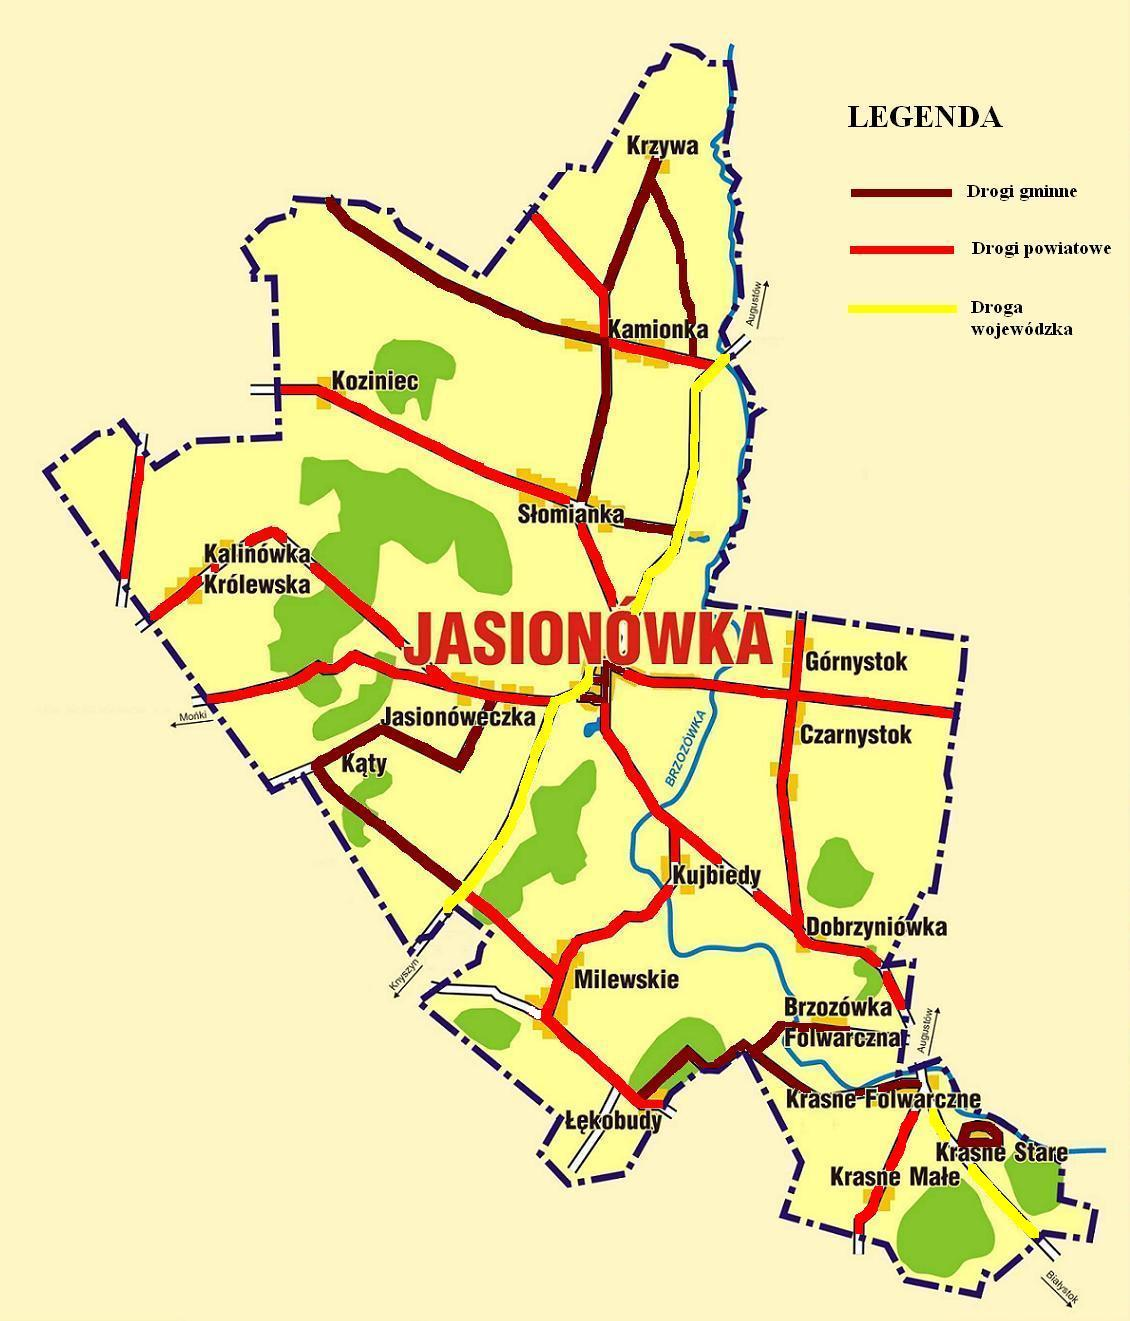 LEGENDA
Drogi gminne
Drogi powiatowe
Droga
wojewódzka
Krzywa
Augustów
Kamionka
Koziniec
Słomianka
Kalinówka
Królewska
JASIONÓWKA
Górnystok
Mońki
Jasionóweczka
Czarnystok
BRZOZÓWKA
Kąty
Kujbiedy
Dobrzyniówka
Knyszyn
Milewskie
Brzozówka
Folwarczna
Augustów
Krasne Folwarczne
Łękobudy
Krasne Stare
Krasne Małe
Białystok